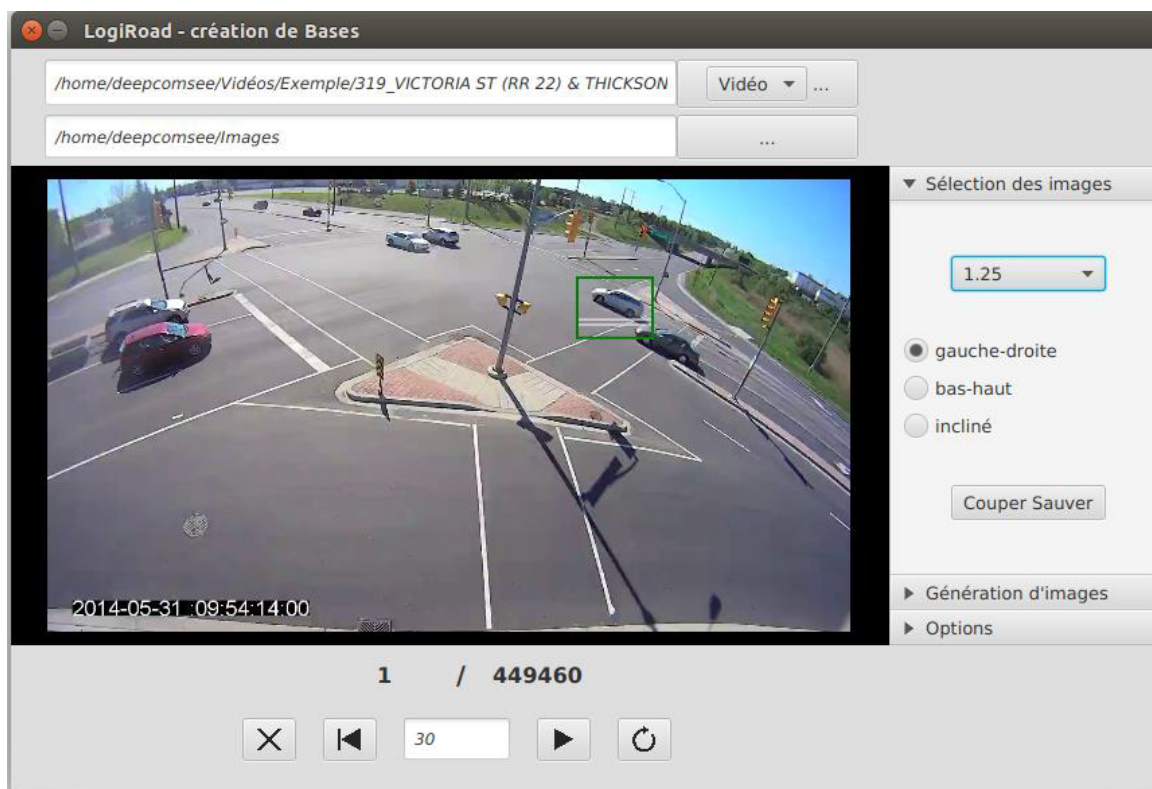 LogiRoad - création de Bases
/home/deepcomsee/Vidéos/Exemple/319_VICTORIA ST (RR 22) & THICKSON
Vidéo ...
/home/deepcomsee/Images
...
Sélection des images
1.25
gauche-droite
bas-haut
incliné
Couper Sauver
2014-05-31 :09:54:14:00
Génération d'images
Options
1 / 449460
30